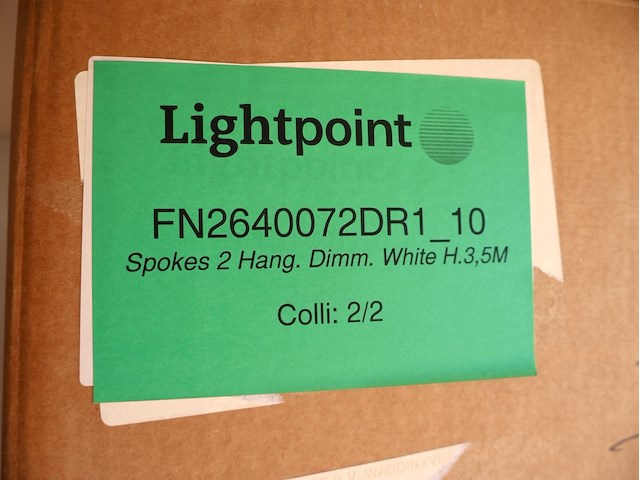 Lightpoint
FN2640072DR1_10
Spokes 2 Hang. Dimm. White H.3,5M
Colli: 2/2